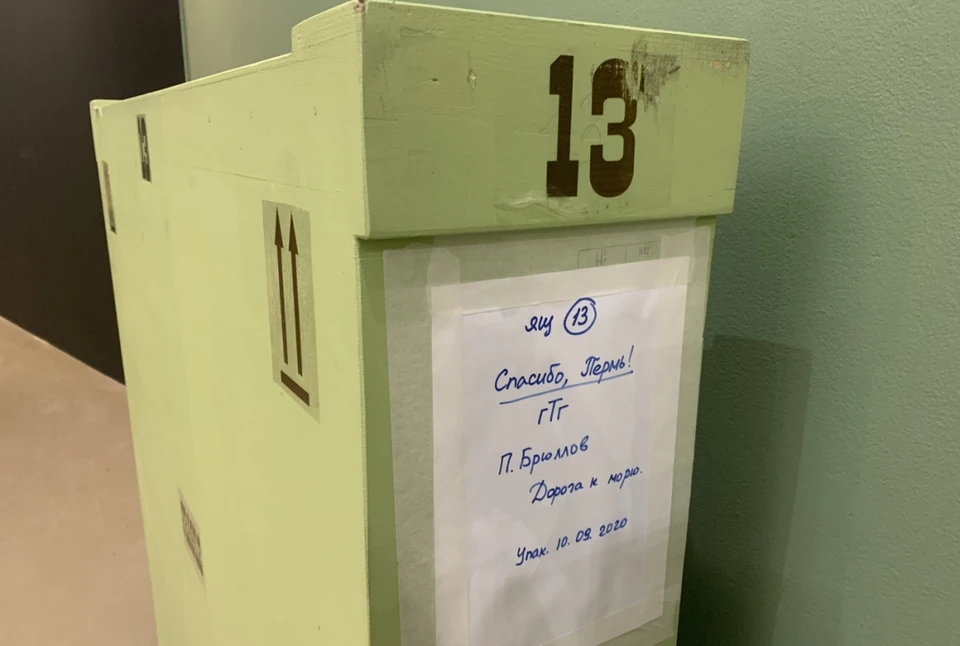 13
ящ 13
Спасибо, Пермь!
гТг
П. Брюллов
Дорога к морю.
Упак. 10.09.2020